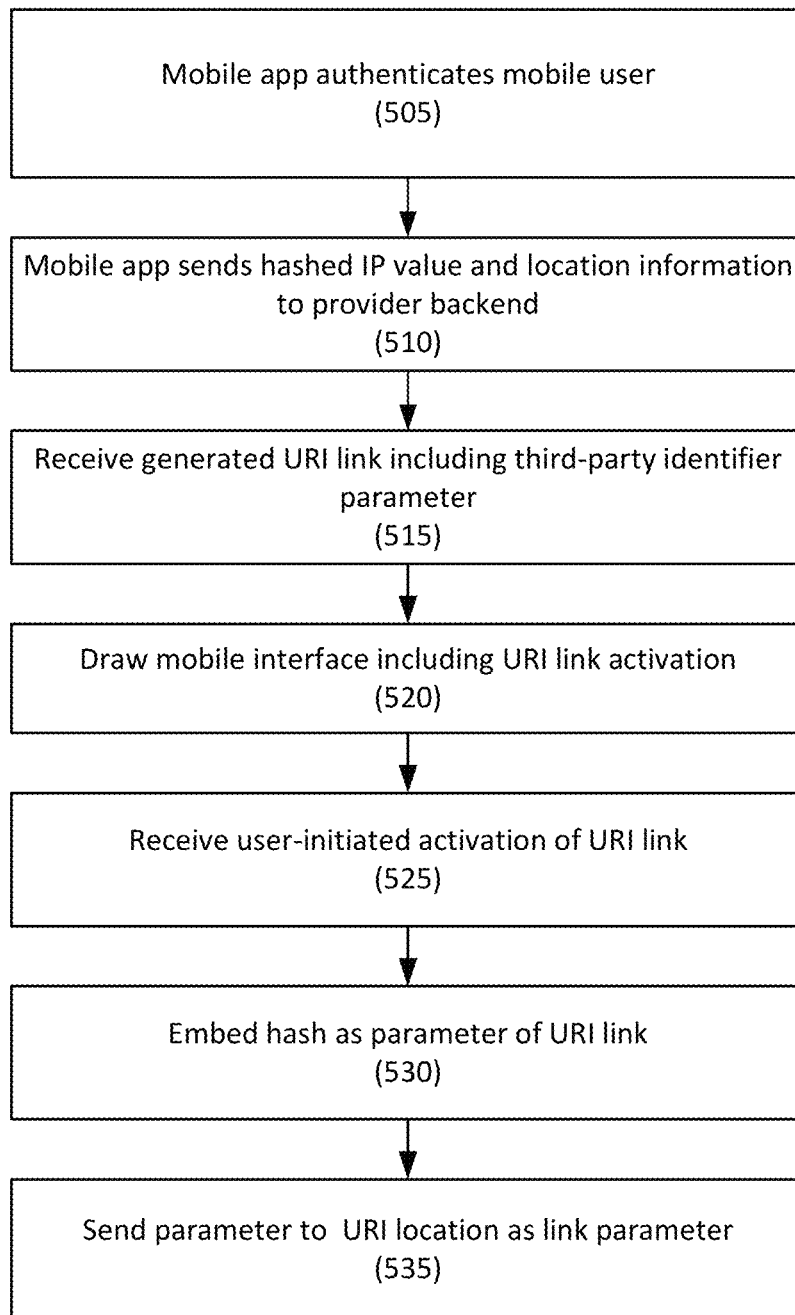 Mobile app authenticates mobile user
(505)
Mobile app sends hashed IP value and location information
to provider backend
(510)
Receive generated URI link including third-party identifier
parameter
(515)
Draw mobile interface including URI link activation
(520)
Receive user-initiated activation of URI link
(525)
Embed hash as parameter of URI link
(530)
Send parameter to URI location as link parameter
(535)